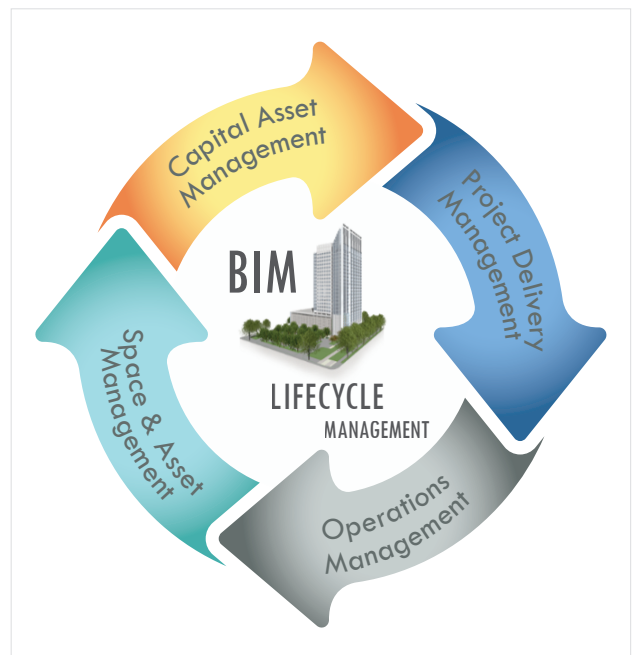 Capital Asset
Management
Project Delivery
Management
BIM
LIFECYCLE
MANAGEMENT
Space & Asset
Management
Operations
Management